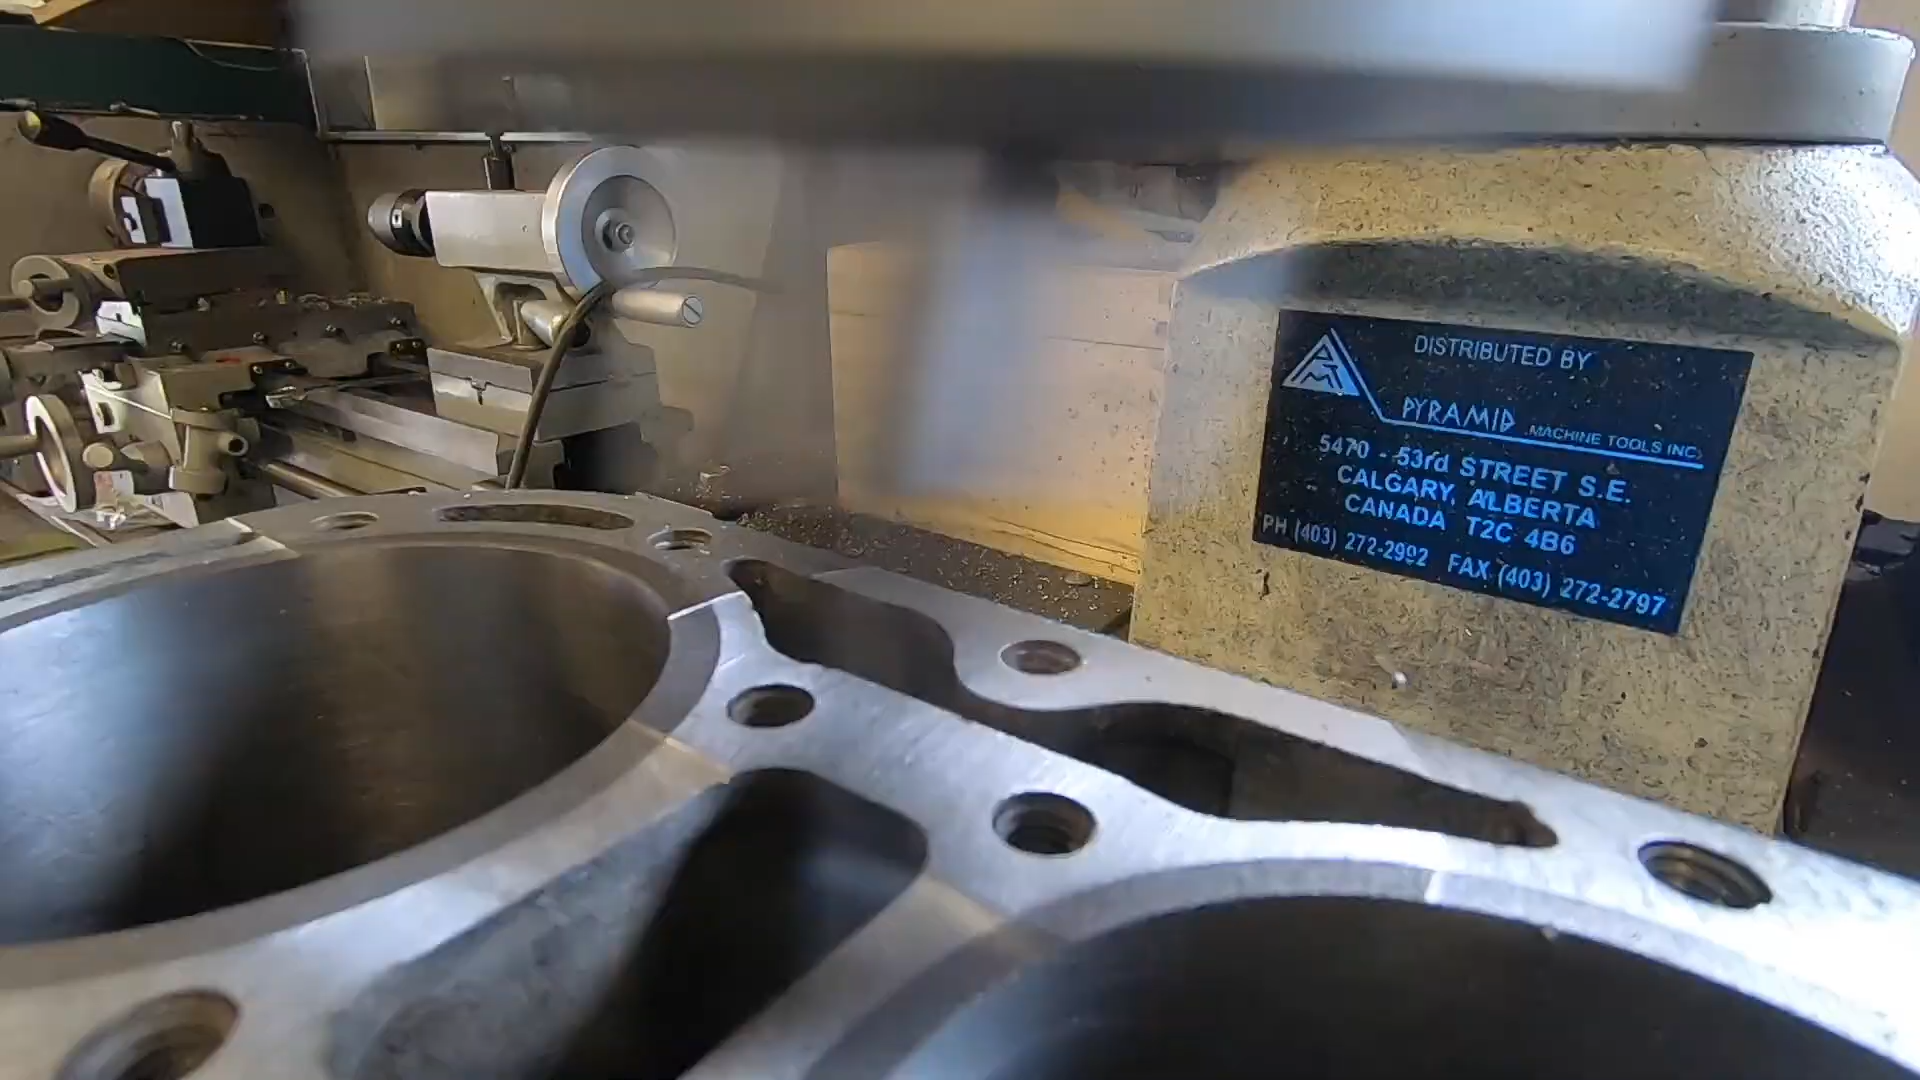 DISTRIBUTED BY
PTM
PYRAMID MACHINE TOOLS INC.
5470 - 53rd STREET S.E.
CALGARY, ALBERTA
CANADA T2C 4B6
PH (403) 272-2992 FAX (403) 272-2797